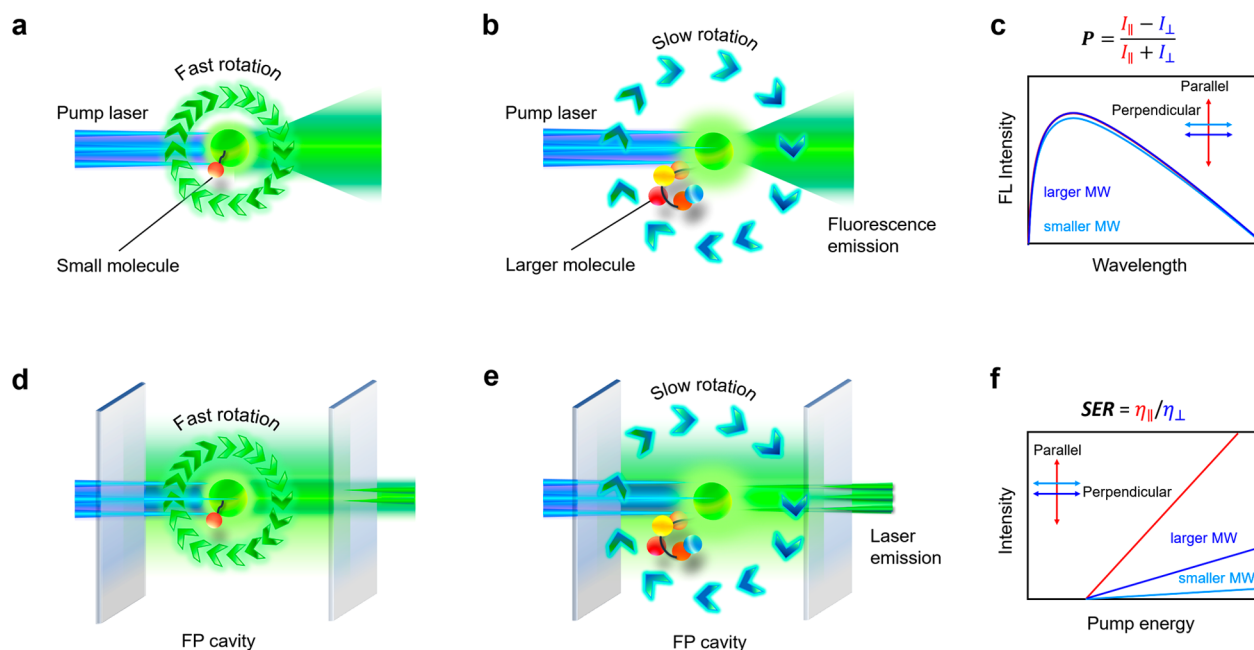 a
Fast rotation
Pump laser
Small molecule
b
Slow rotation
Pump laser
Larger molecule
Fluorescence
emission
c
P = I∥ − I⊥ / I∥ + I⊥
Parallel
Perpendicular
FL Intensity
larger MW
smaller MW
Wavelength
d
Fast rotation
FP cavity
e
Slow rotation
Laser
emission
FP cavity
f
SER = η∥/η⊥
Parallel
Perpendicular
Intensity
larger MW
smaller MW
Pump energy